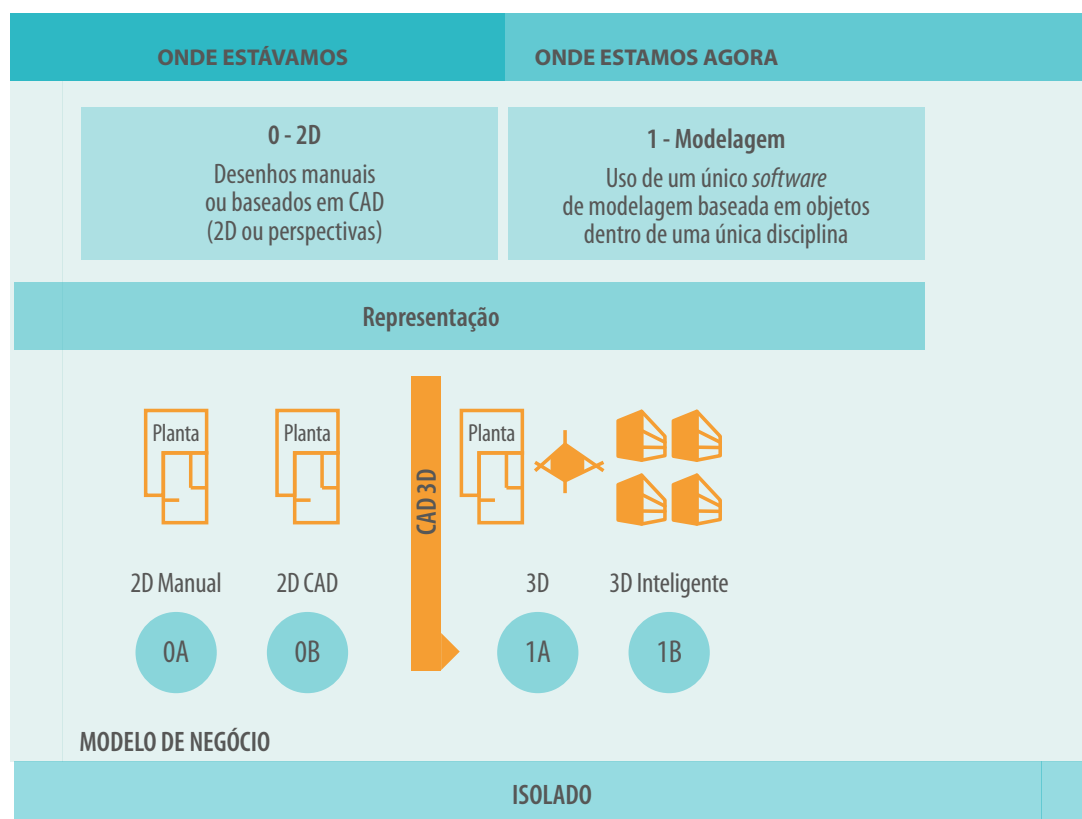 ONDE ESTÁVAMOS
ONDE ESTAMOS AGORA
0 - 2D
Desenhos manuais
ou baseados em CAD
(2D ou perspectivas)
1 - Modelagem
Uso de um único software
de modelagem baseada em objetos
dentro de uma única disciplina
Representação
Planta
Planta
CAD 3D
Planta
2D Manual
2D CAD
3D
3D Inteligente
0A
0B
1A
1B
MODELO DE NEGÓCIO
ISOLADO